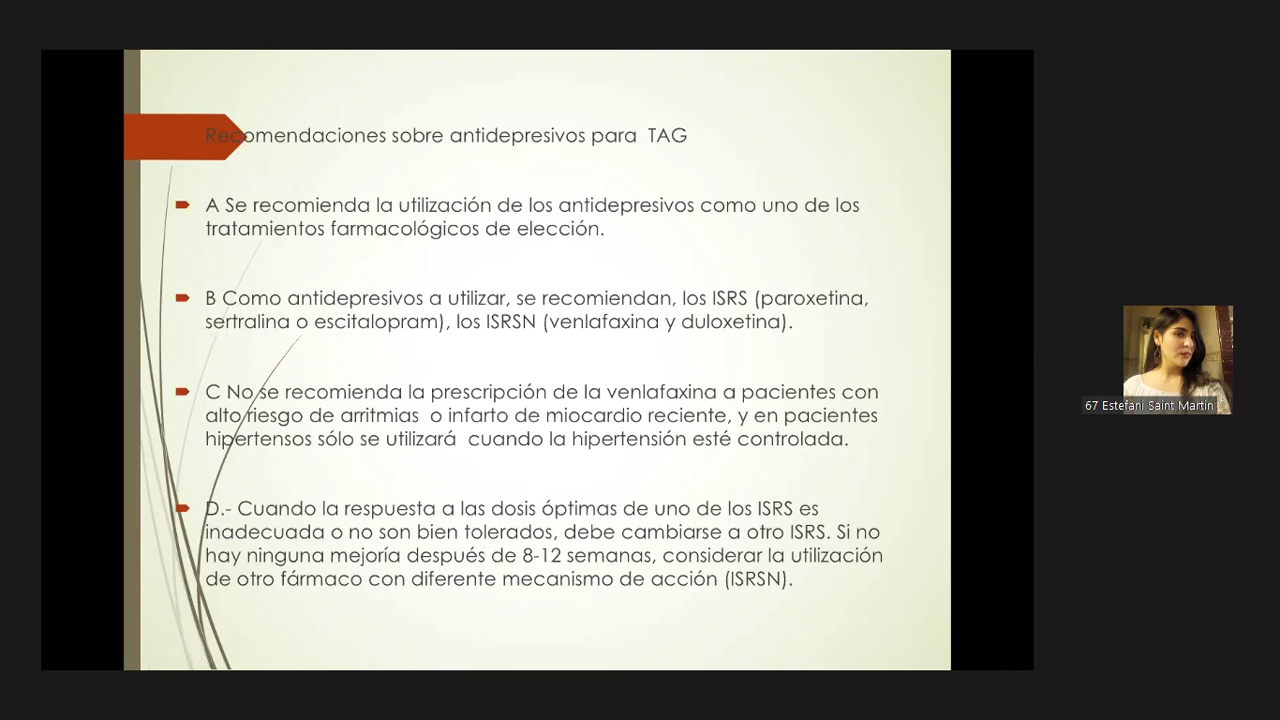 Recomendaciones sobre antidepresivos para  TAG
A Se recomienda la utilización de los antidepresivos como uno de los
tratamientos farmacológicos de elección.
B Como antidepresivos a utilizar, se recomiendan, los ISRS (paroxetina,
sertralina o escitalopram), los ISRSN (venlafaxina y duloxetina).
C No se recomienda la prescripción de la venlafaxina a pacientes con
alto riesgo de arritmias  o infarto de miocardio reciente, y en pacientes
hipertensos sólo se utilizará  cuando la hipertensión esté controlada.
D.- Cuando la respuesta a las dosis óptimas de uno de los ISRS es
inadecuada o no son bien tolerados, debe cambiarse a otro ISRS. Si no
hay ninguna mejoría después de 8-12 semanas, considerar la utilización
de otro fármaco con diferente mecanismo de acción (ISRSN).
67 Estefani Saint Martin